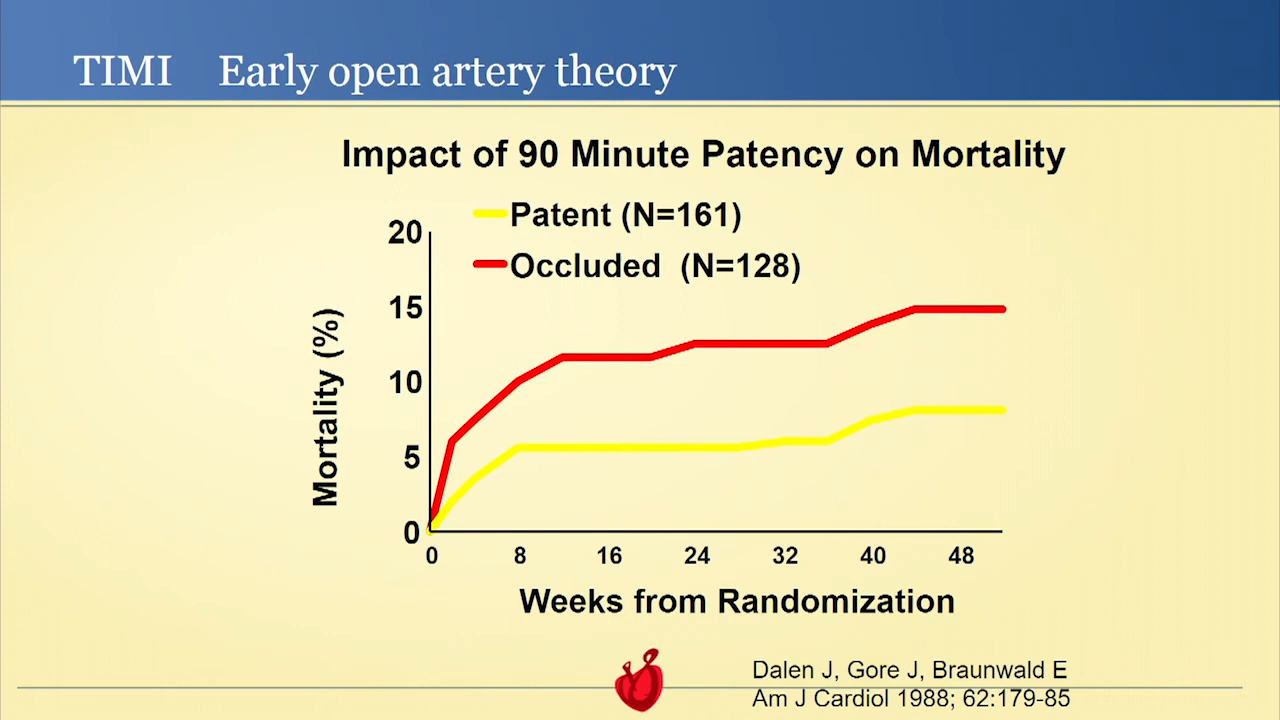 TIMI Early open artery theory
Impact of 90 Minute Patency on Mortality
Patent (N=161)
Occluded (N=128)
20
15
10
5
0
Mortality (%)
0 8 16 24 32 40 48
Weeks from Randomization
Dalen J, Gore J, Braunwald E
Am J Cardiol 1988; 62:179-85